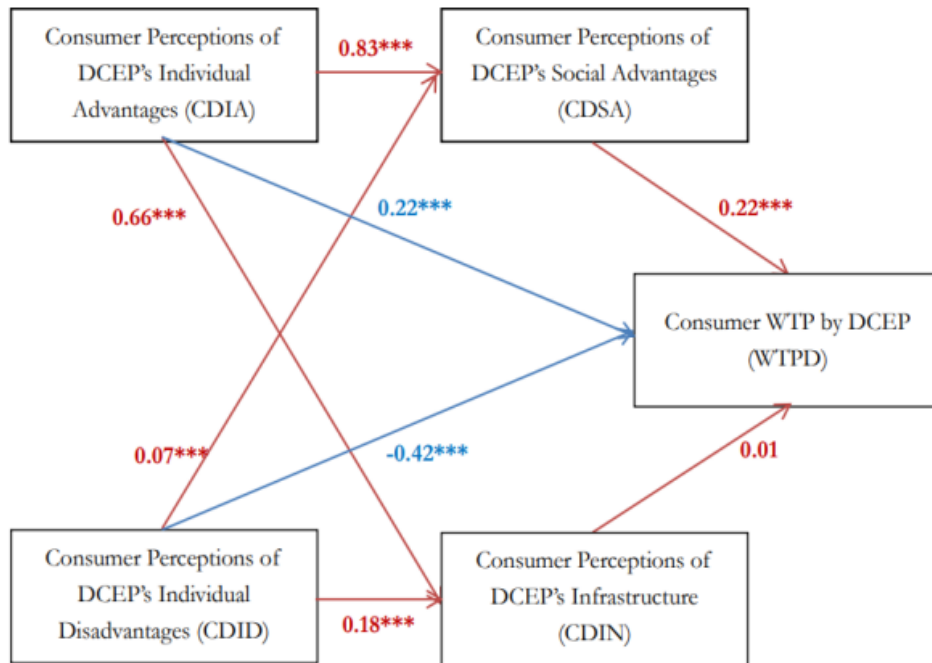 Consumer Perceptions of
DCEP's Individual
Advantages (CDIA)
0.83***
Consumer Perceptions of
DCEP's Social Advantages
(CDSA)
0.66***
0.22***
0.22***
Consumer WTP by DCEP
(WTPD)
0.07***
-0.42***
0.01
Consumer Perceptions of
DCEP's Individual
Disadvantages (CDID)
0.18***
Consumer Perceptions of
DCEP's Infrastructure
(CDIN)